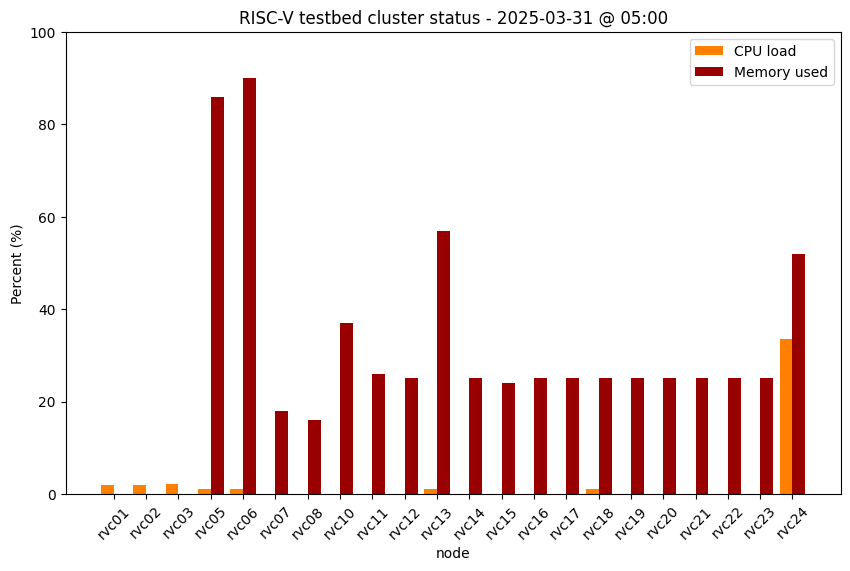 RISC-V testbed cluster status - 2025-03-31 @ 05:00
CPU load
Memory used
100
80
60
40
20
0
Percent (%)
rvc01 rvc02 rvc03 rvc05 rvc06 rvc07 rvc08 rvc10 rvc11 rvc12 rvc13 rvc14 rvc15 rvc16 rvc17 rvc18 rvc19 rvc20 rvc21 rvc22 rvc23 rvc24
node